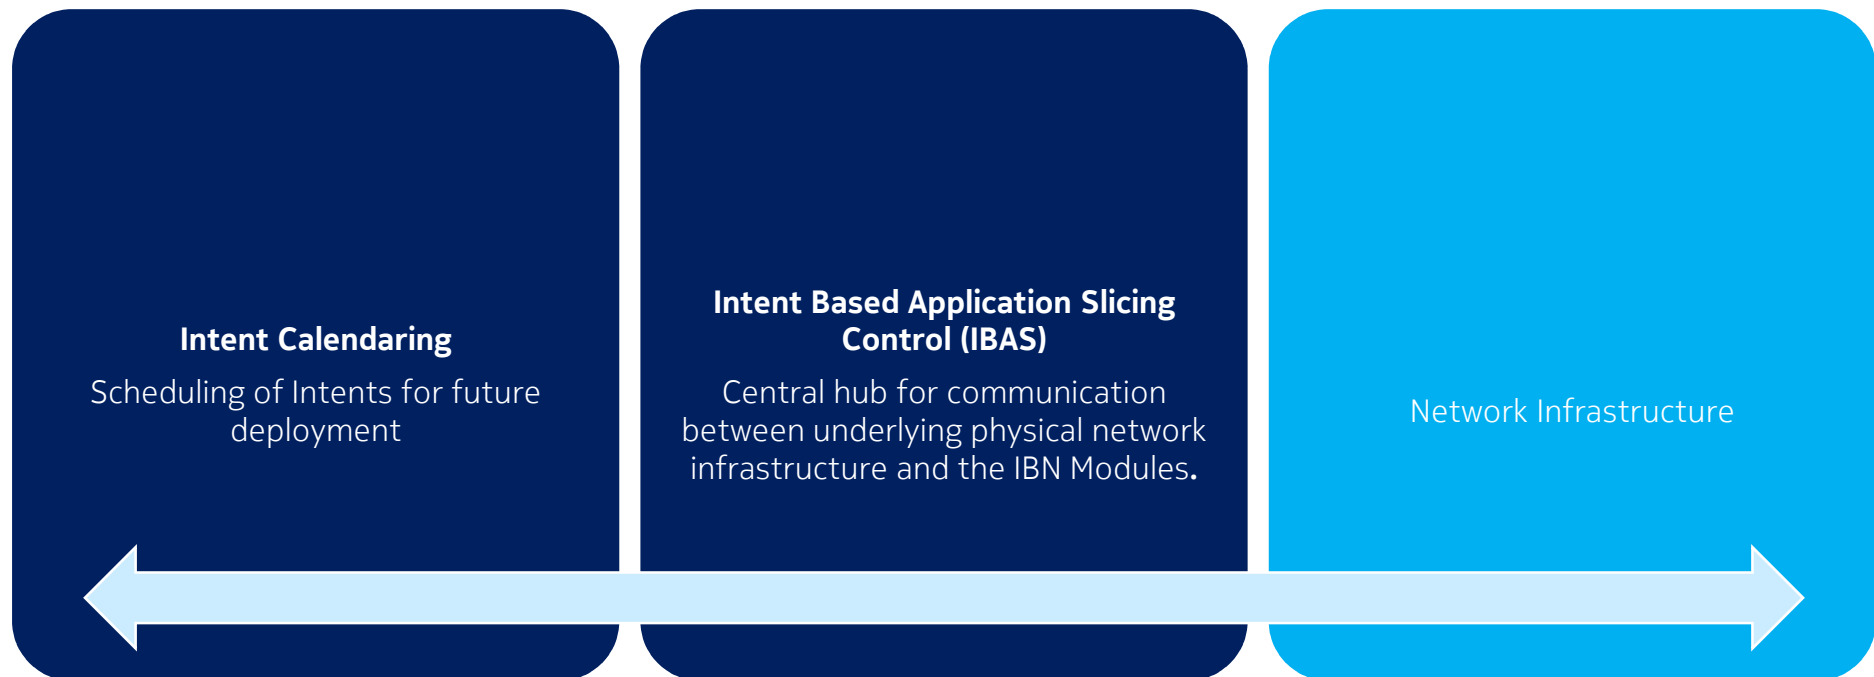 Intent Calendaring
Scheduling of Intents for future
deployment
Intent Based Application Slicing
Control (IBAS)
Central hub for communication
between underlying physical network
infrastructure and the IBN Modules.
Network Infrastructure